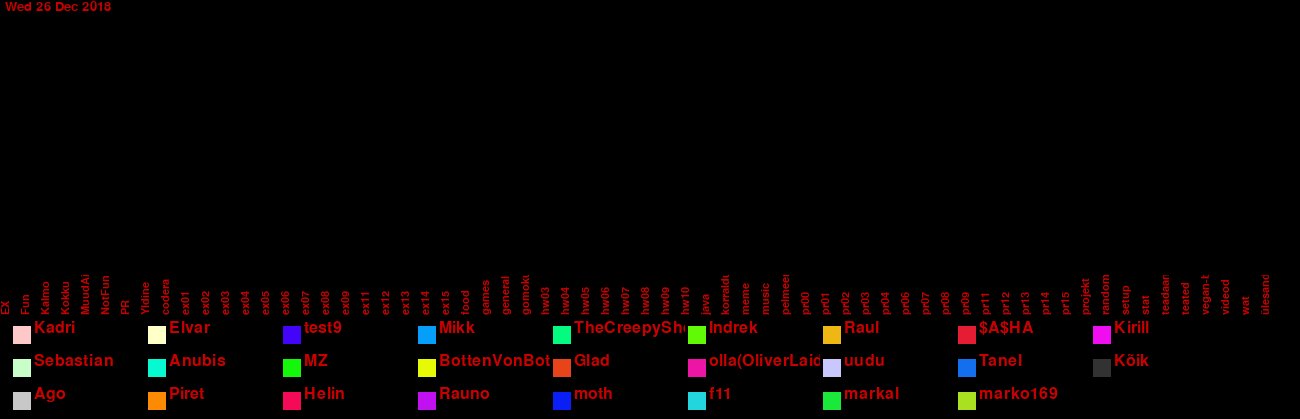 Wed 26 Dec 2018
EX Fun Kalmo Kokku MuudAi NotFun PR Yldine codera ex01 ex02 ex03 ex04 ex05 ex06 ex07 ex08 ex09 ex11 ex12 ex13 ex14 ex15 food games general gomoku hw03 hw04 hw05 hw06 hw07 hw08 hw09 hw10 java korraldu meme music pelmeen pr00 pr01 pr02 pr03 pr04 pr06 pr07 pr08 pr09 pr11 pr12 pr13 pr14 pr15 projekt random setup stat teadaan teated vegan-t videod wat ülesand
Kadri Elvar test9 Mikk TheCreepyShe Indrek Raul $A$HA Kirill
Sebastian Anubis MZ BottenVonBot Glad olla(OliverLaid uudu Tanel Kõik
Ago Piret Helin Rauno moth f11 markal marko169